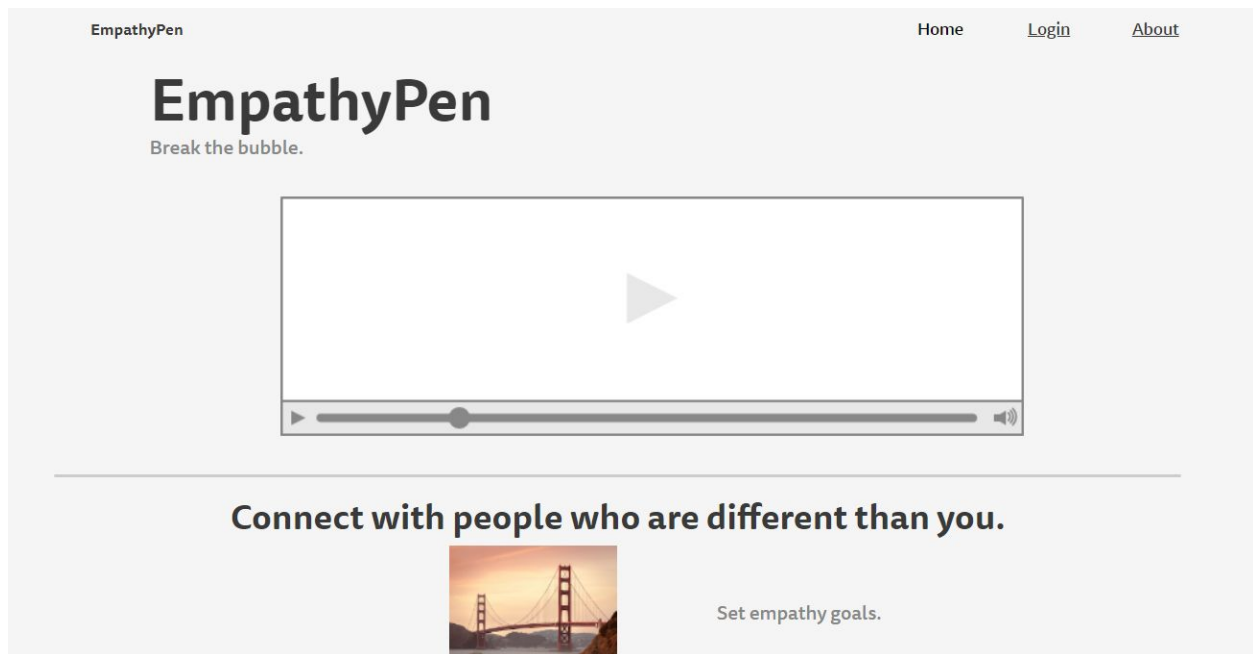 EmpathyPen
Home Login About
EmpathyPen
Break the bubble.
Connect with people who are different than you.
Set empathy goals.